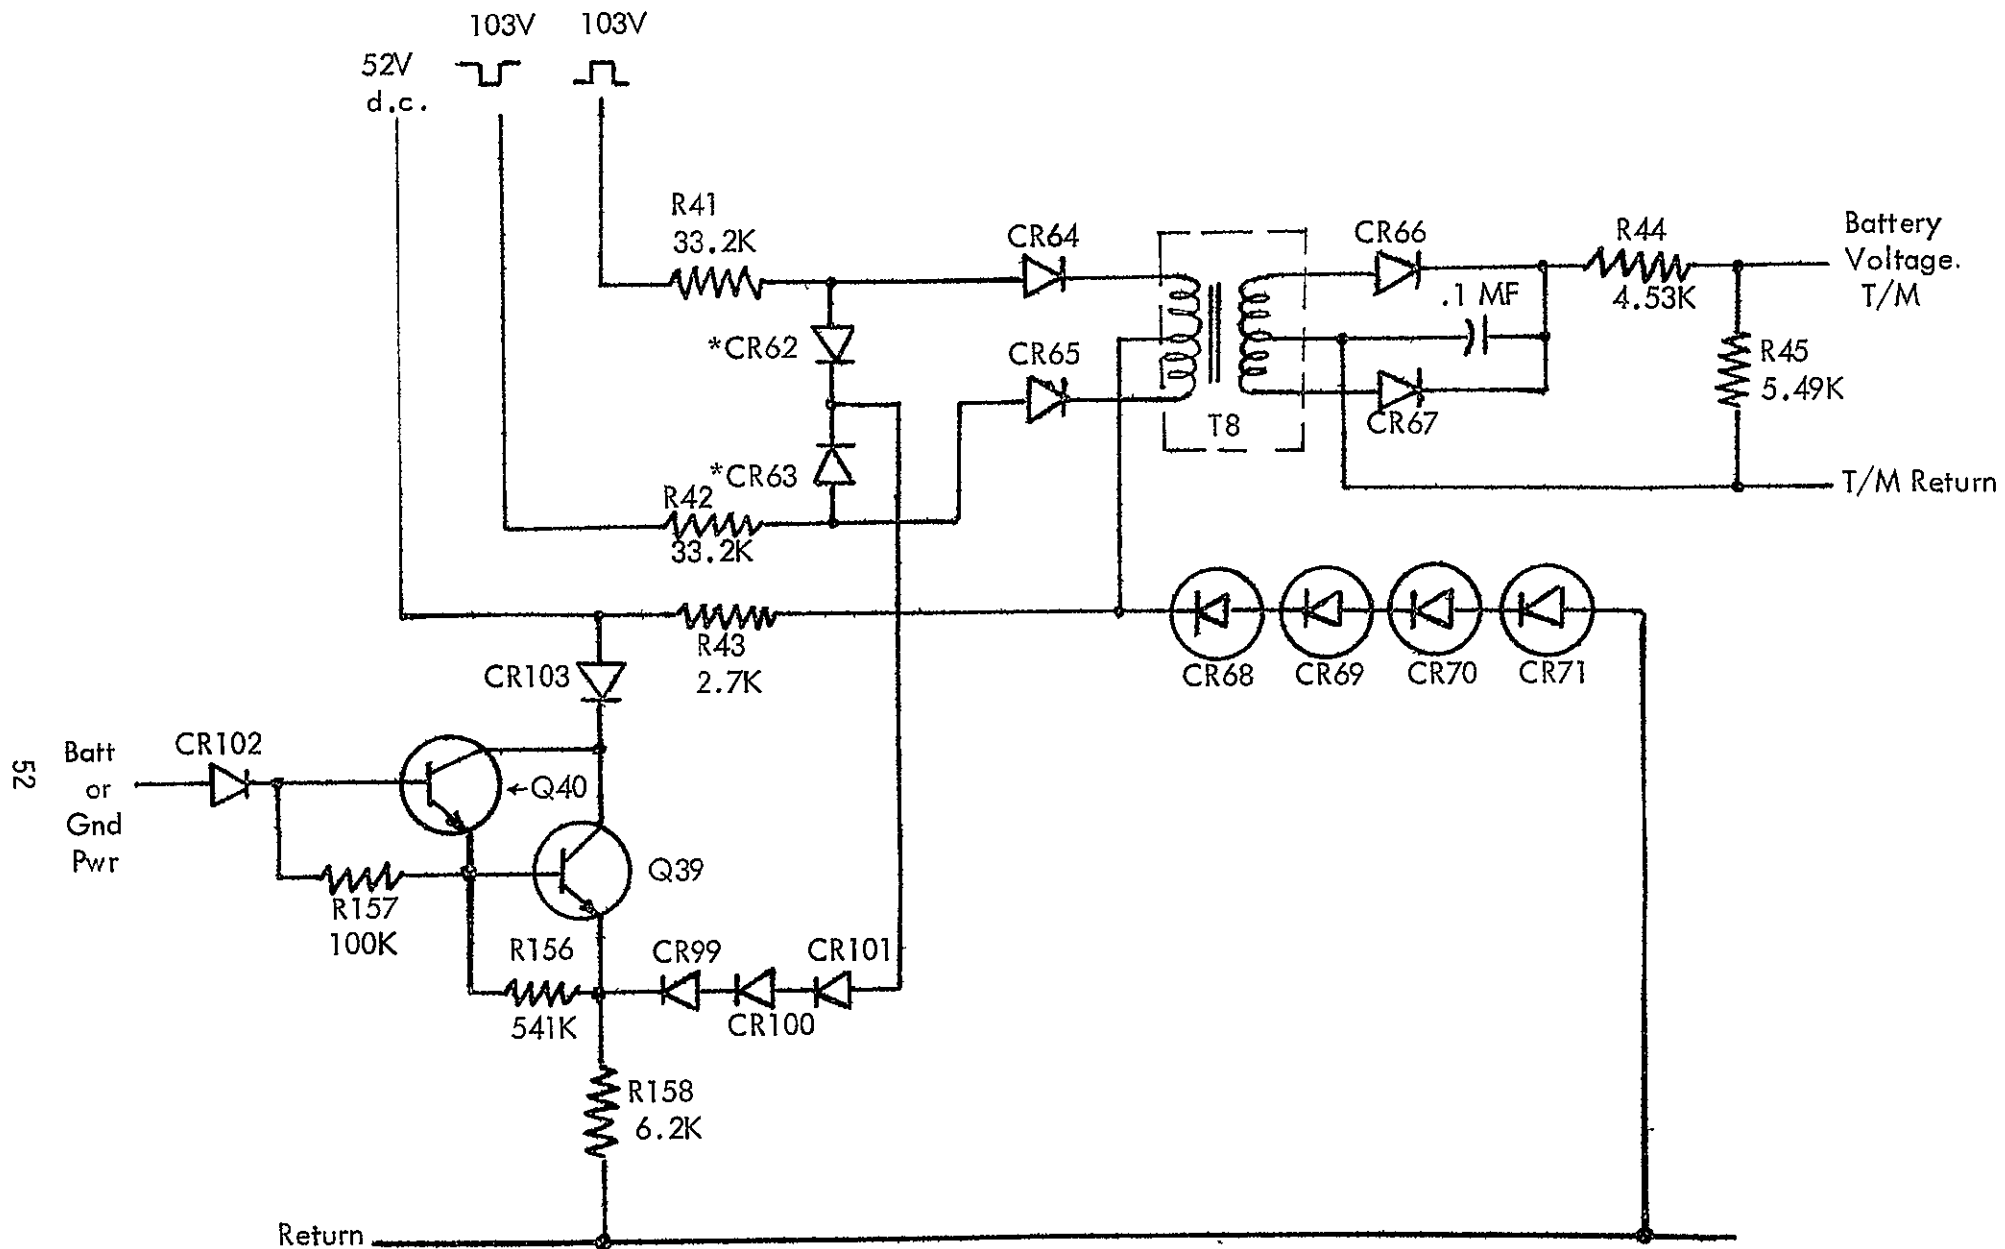 103V
103V
52V
d.c.
R41
33.2K
CR64
CR66
R44
4.53K
Battery
Voltage.
T/M
.1 MF
*CR62
CR65
R45
5.49K
T8
CR67
*CR63
R42
33.2K
T/M Return
R43
2.7K
CR68
CR69
CR70
CR71
CR103
52
Batt
or
Gnd
Pwr
CR102
←Q40
Q39
R157
100K
R156
541K
CR99
CR100
CR101
R158
6.2K
Return